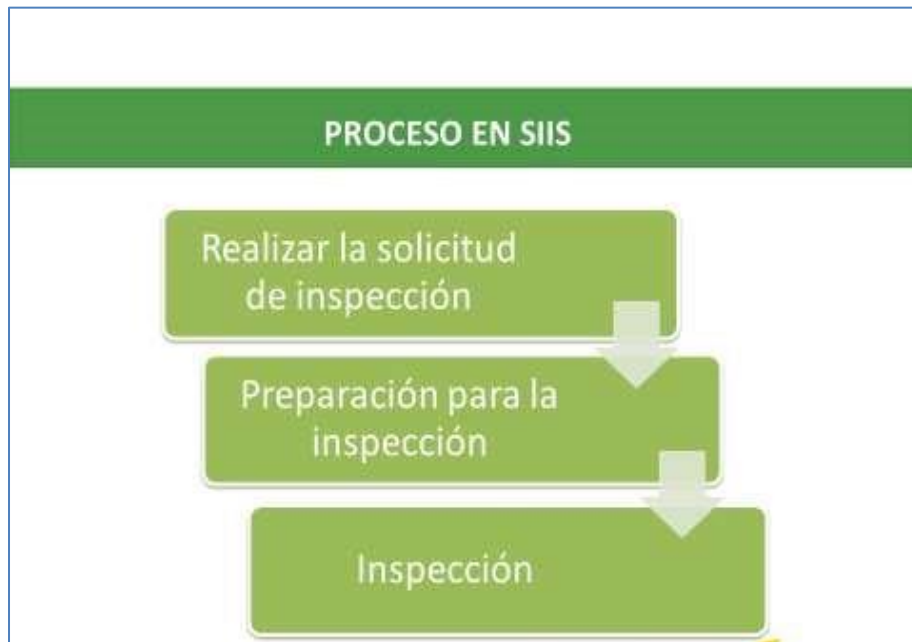 PROCESO EN SIIS
Realizar la solicitud
de inspección
Preparación para la
inspección
Inspección